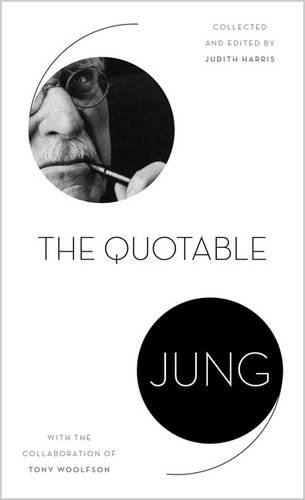 COLLECTED
AND EDITED BY
JUDITH HARRIS
THE QUOTABLE
JUNG
WITH THE
COLLABORATION OF
TONY WOOLFSON